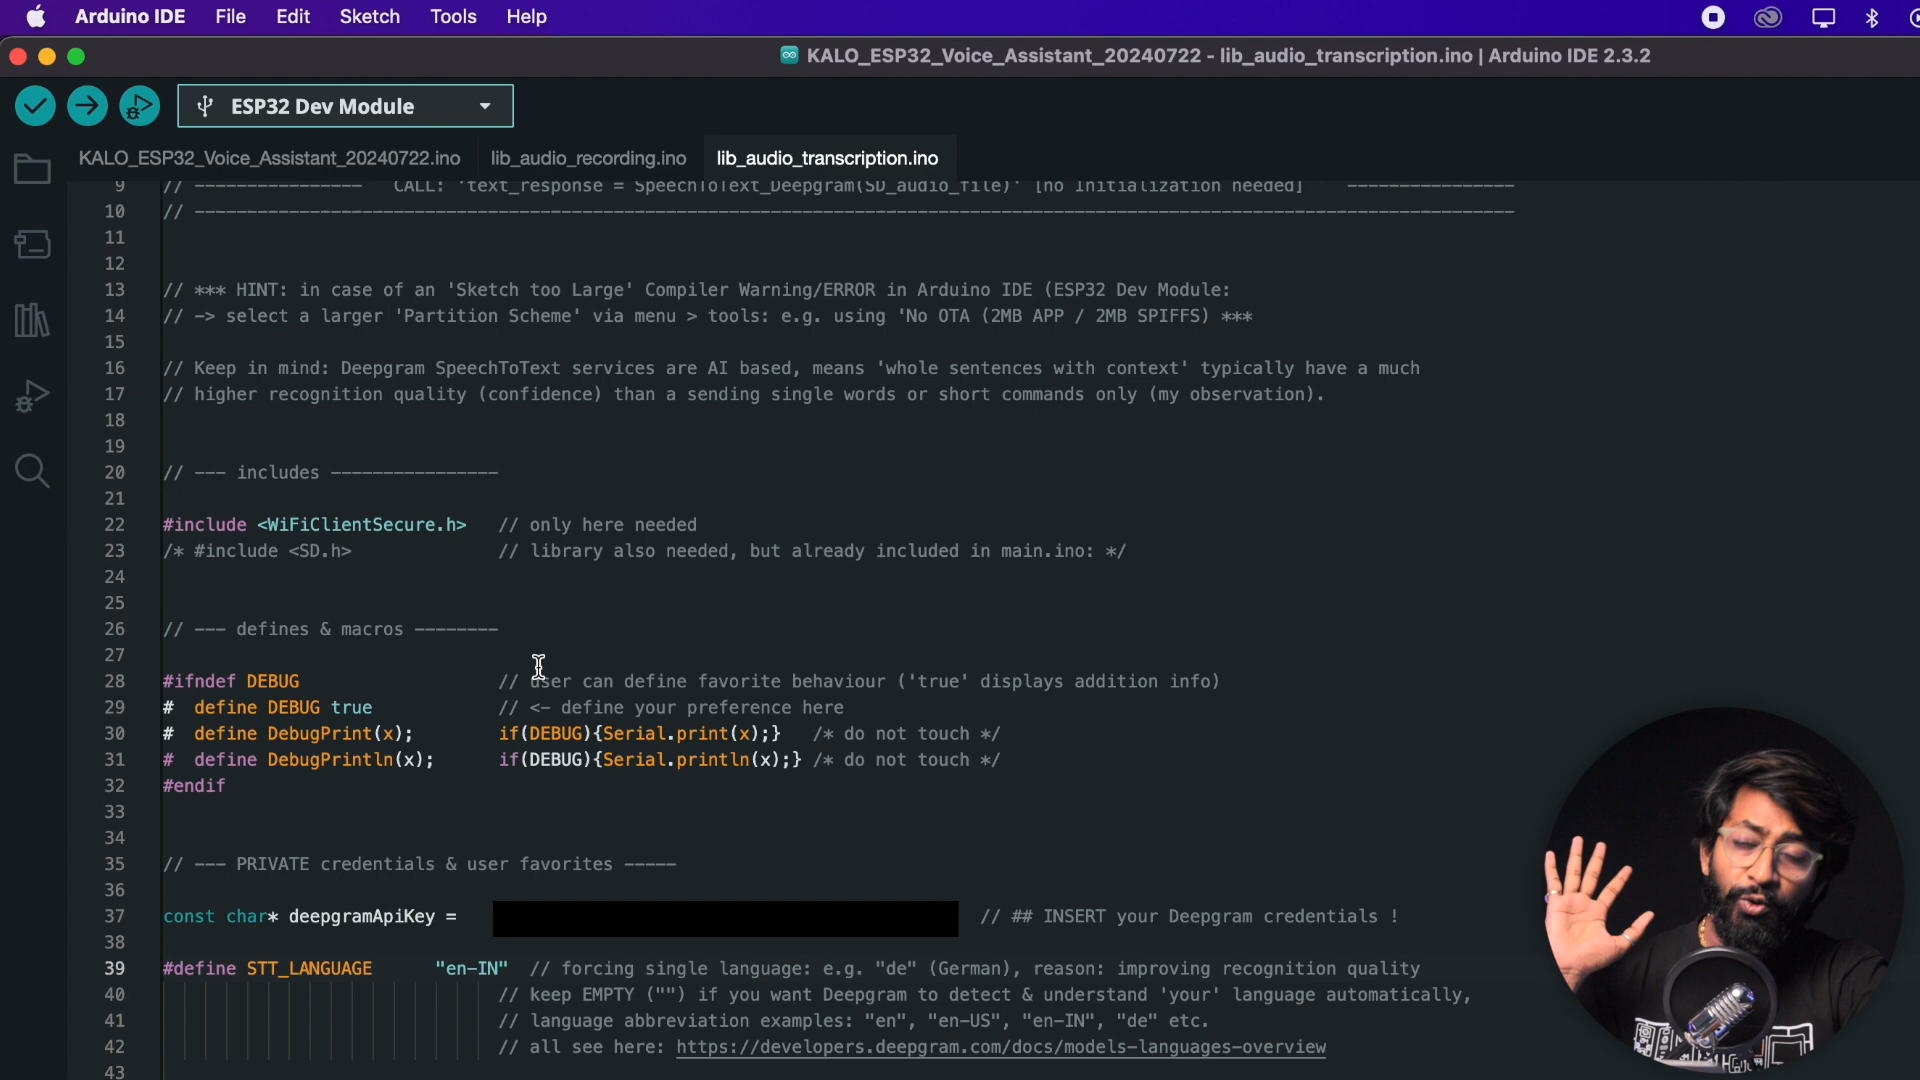 Arduino IDE File Edit Sketch Tools Help
KALO_ESP32_Voice_Assistant_20240722 - lib_audio_transcription.ino | Arduino IDE 2.3.2
ESP32 Dev Module
KALO_ESP32_Voice_Assistant_20240722.ino lib_audio_recording.ino lib_audio_transcription.ino
9 // ---------------- CALL: 'text_response = SpeechToText_Deepgram(SD_audio_file)' [no Initialization needed] ----------------
10 // ------------------------------------------------------------------------------------------------------------------------------
11
12
13 // *** HINT: in case of an 'Sketch too Large' Compiler Warning/ERROR in Arduino IDE (ESP32 Dev Module:
14 // -> select a larger 'Partition Scheme' via menu > tools: e.g. using 'No OTA (2MB APP / 2MB SPIFFS) ***
15
16 // Keep in mind: Deepgram SpeechToText services are AI based, means 'whole sentences with context' typically have a much
17 // higher recognition quality (confidence) than a sending single words or short commands only (my observation).
18
19
20 // --- includes ----------------
21
22 #include <WiFiClientSecure.h> // only here needed
23 /* #include <SD.h> // library also needed, but already included in main.ino: */
24
25
26 // --- defines & macros --------
27
28 #ifndef DEBUG // user can define favorite behaviour ('true' displays addition info)
29 # define DEBUG true // <- define your preference here
30 # define DebugPrint(x); if(DEBUG){Serial.print(x);} /* do not touch */
31 # define DebugPrintln(x); if(DEBUG){Serial.println(x);} /* do not touch */
32 #endif
33
34
35 // --- PRIVATE credentials & user favorites -----
36
37 const char* deepgramApiKey = // ## INSERT your Deepgram credentials !
38
39 #define STT_LANGUAGE "en-IN" // forcing single language: e.g. "de" (German), reason: improving recognition quality
40 // keep EMPTY ("") if you want Deepgram to detect & understand 'your' language automatically,
41 // language abbreviation examples: "en", "en-US", "en-IN", "de" etc.
42 // all see here: https://developers.deepgram.com/docs/models-languages-overview
43